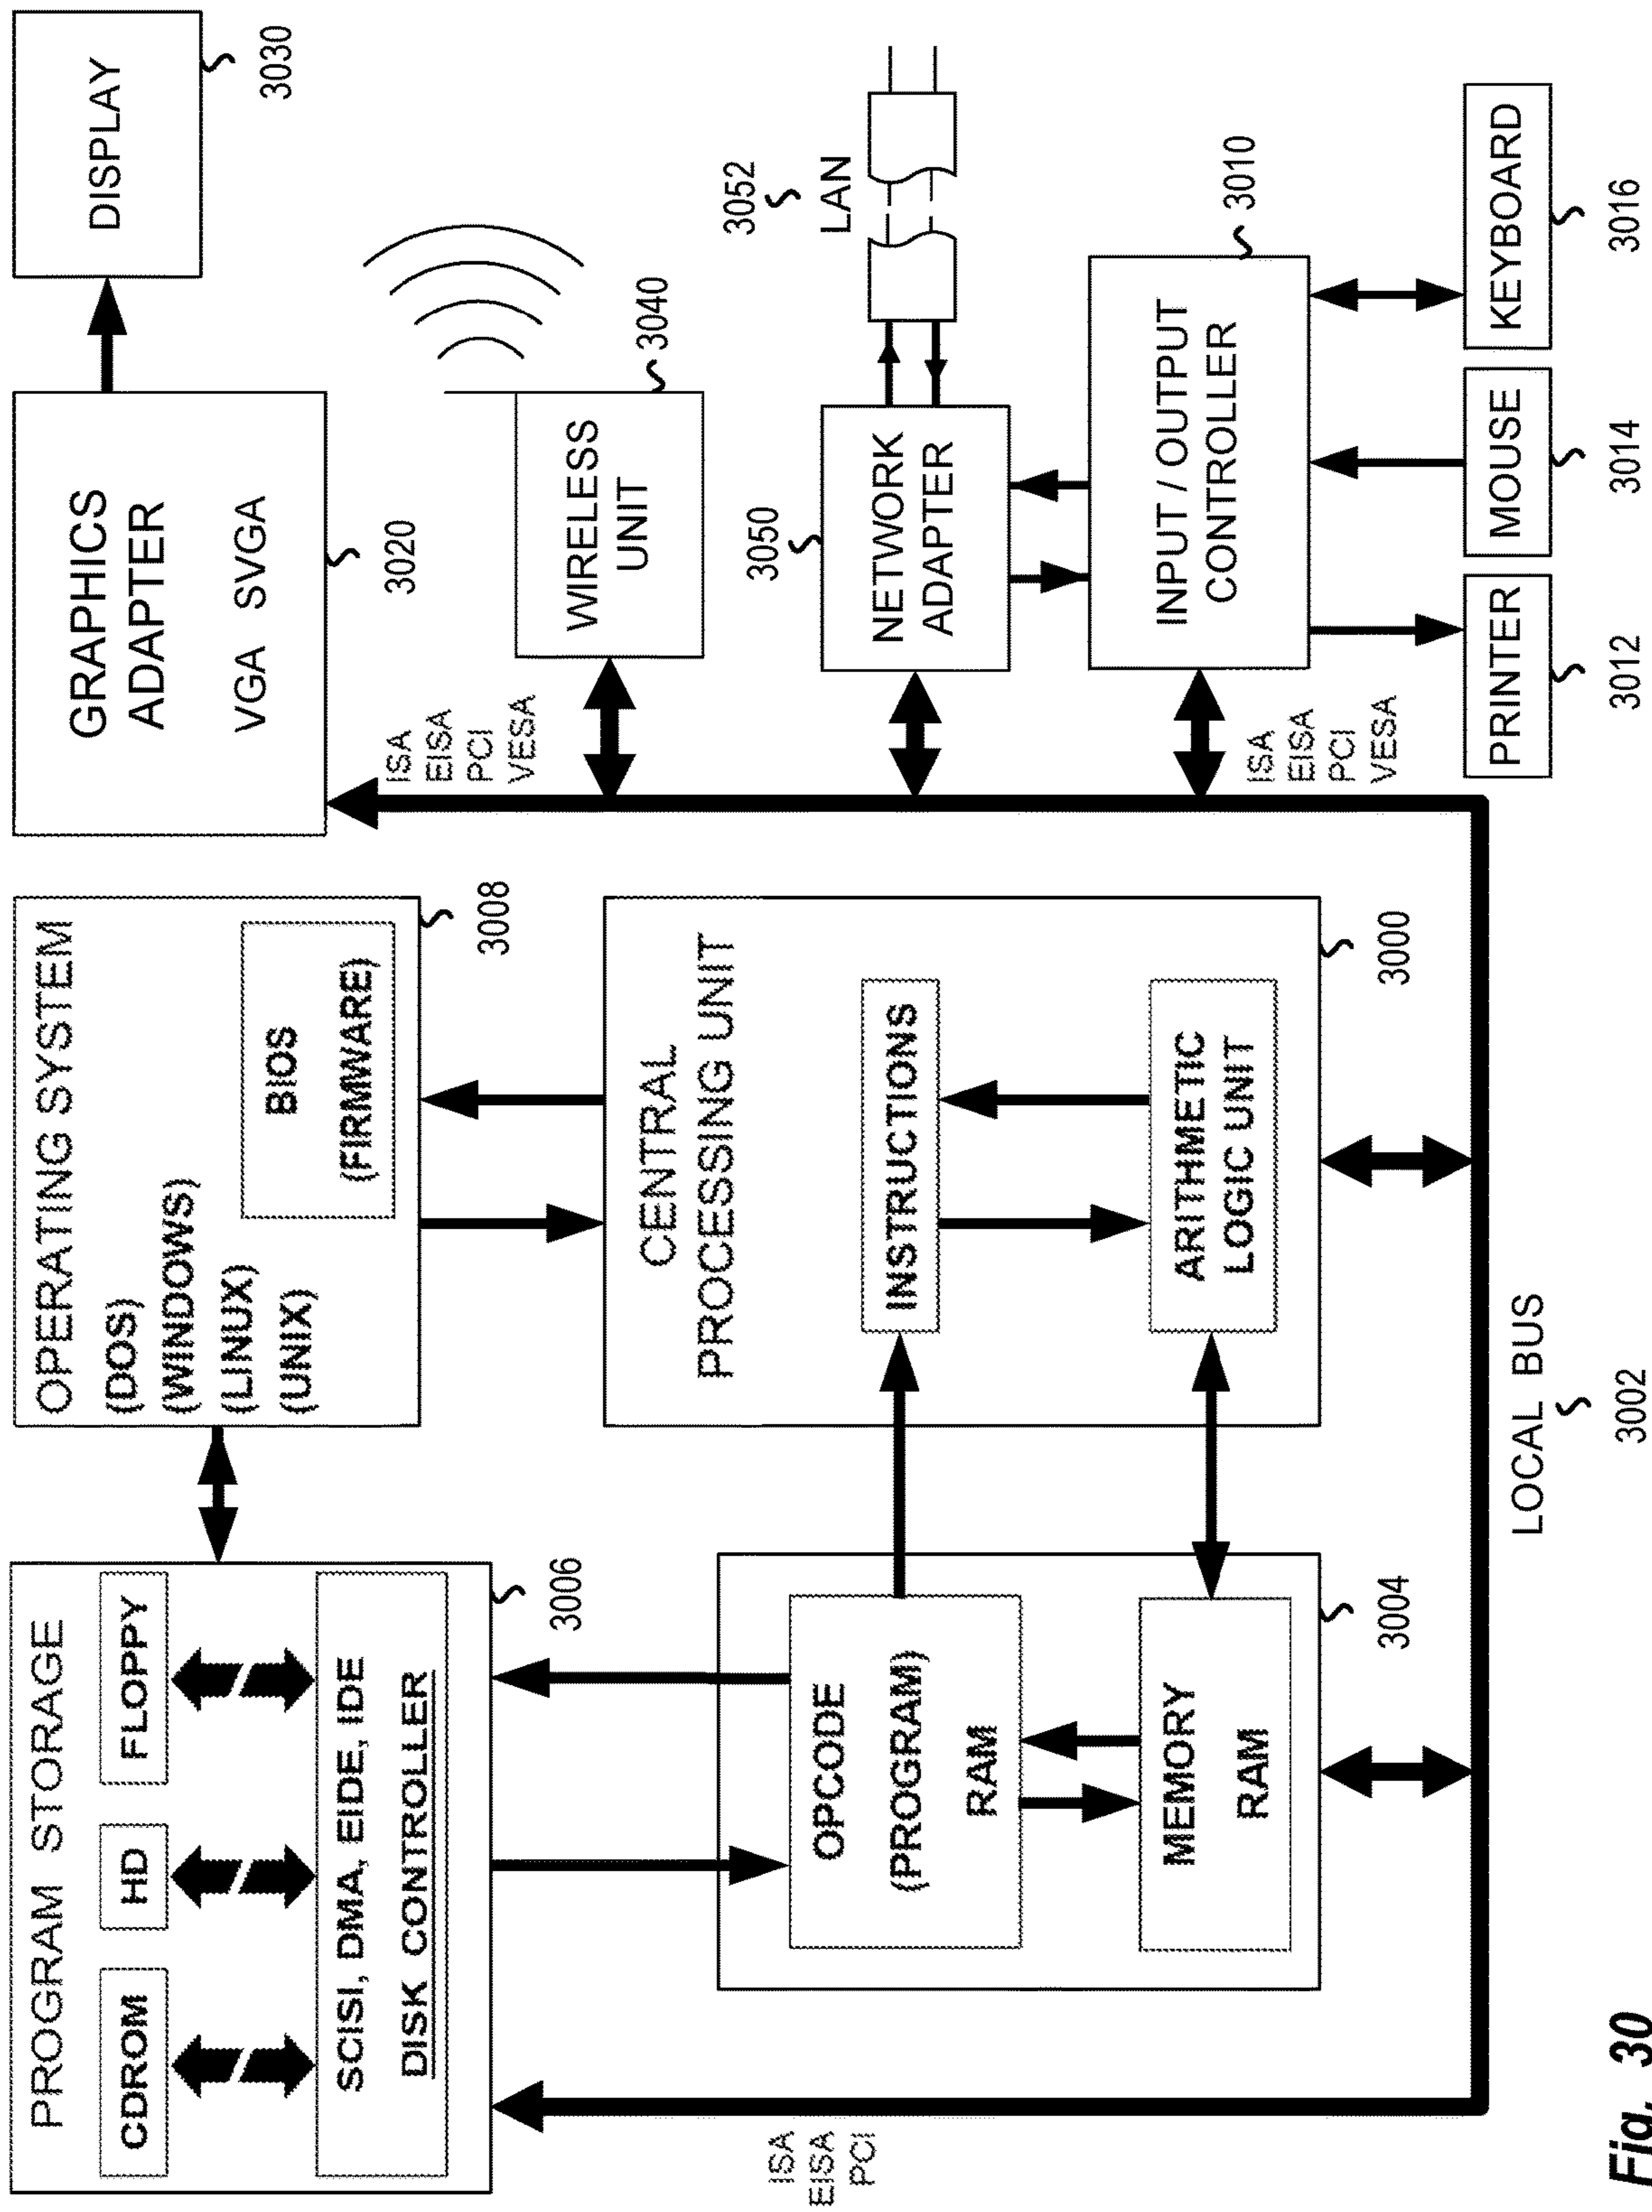 PROGRAM STORAGE
CDROM
HD
FLOPPY
SCISI, DMA, EIDE, IDE
DISK CONTROLLER
3006
OPERATING SYSTEM
(DOS)
(WINDOWS)
(LINUX)
(UNIX)
BIOS
(FIRMWARE)
3008
GRAPHICS
ADAPTER
VGA SVGA
3020
DISPLAY
3030
ISA
EISA
PCI
VESA
WIRELESS
UNIT
3040
CENTRAL
PROCESSING UNIT
INSTRUCTIONS
ARITHMETIC
LOGIC UNIT
3000
ISA
EISA
PCI
OPCODE
(PROGRAM)
RAM
MEMORY
RAM
3004
3050
NETWORK
ADAPTER
3052
LAN
INPUT / OUTPUT
CONTROLLER
3010
ISA
EISA
PCI
VESA
PRINTER
3012
MOUSE
3014
KEYBOARD
3016
LOCAL BUS
3002
Fig. 30